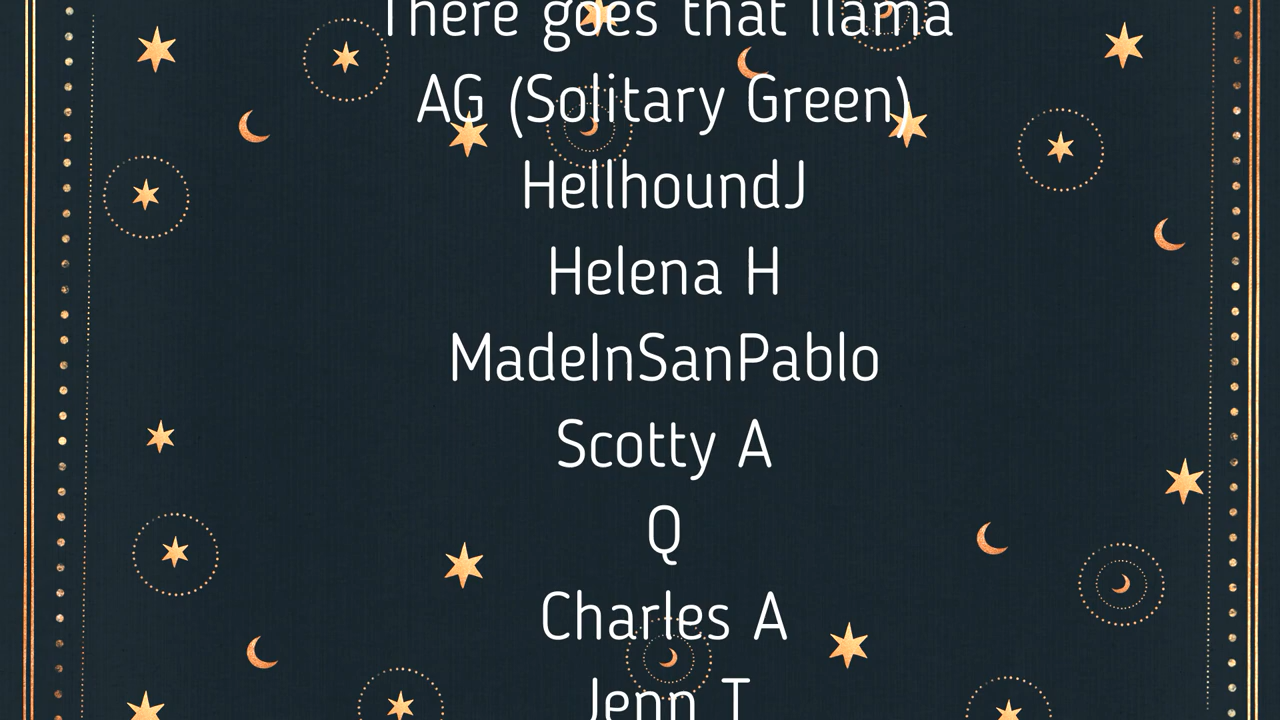 There goes that llama
AG (Solitary Green)
HellhoundJ
Helena H
MadeInSanPablo
Scotty A
Q
Charles A
Jenn T